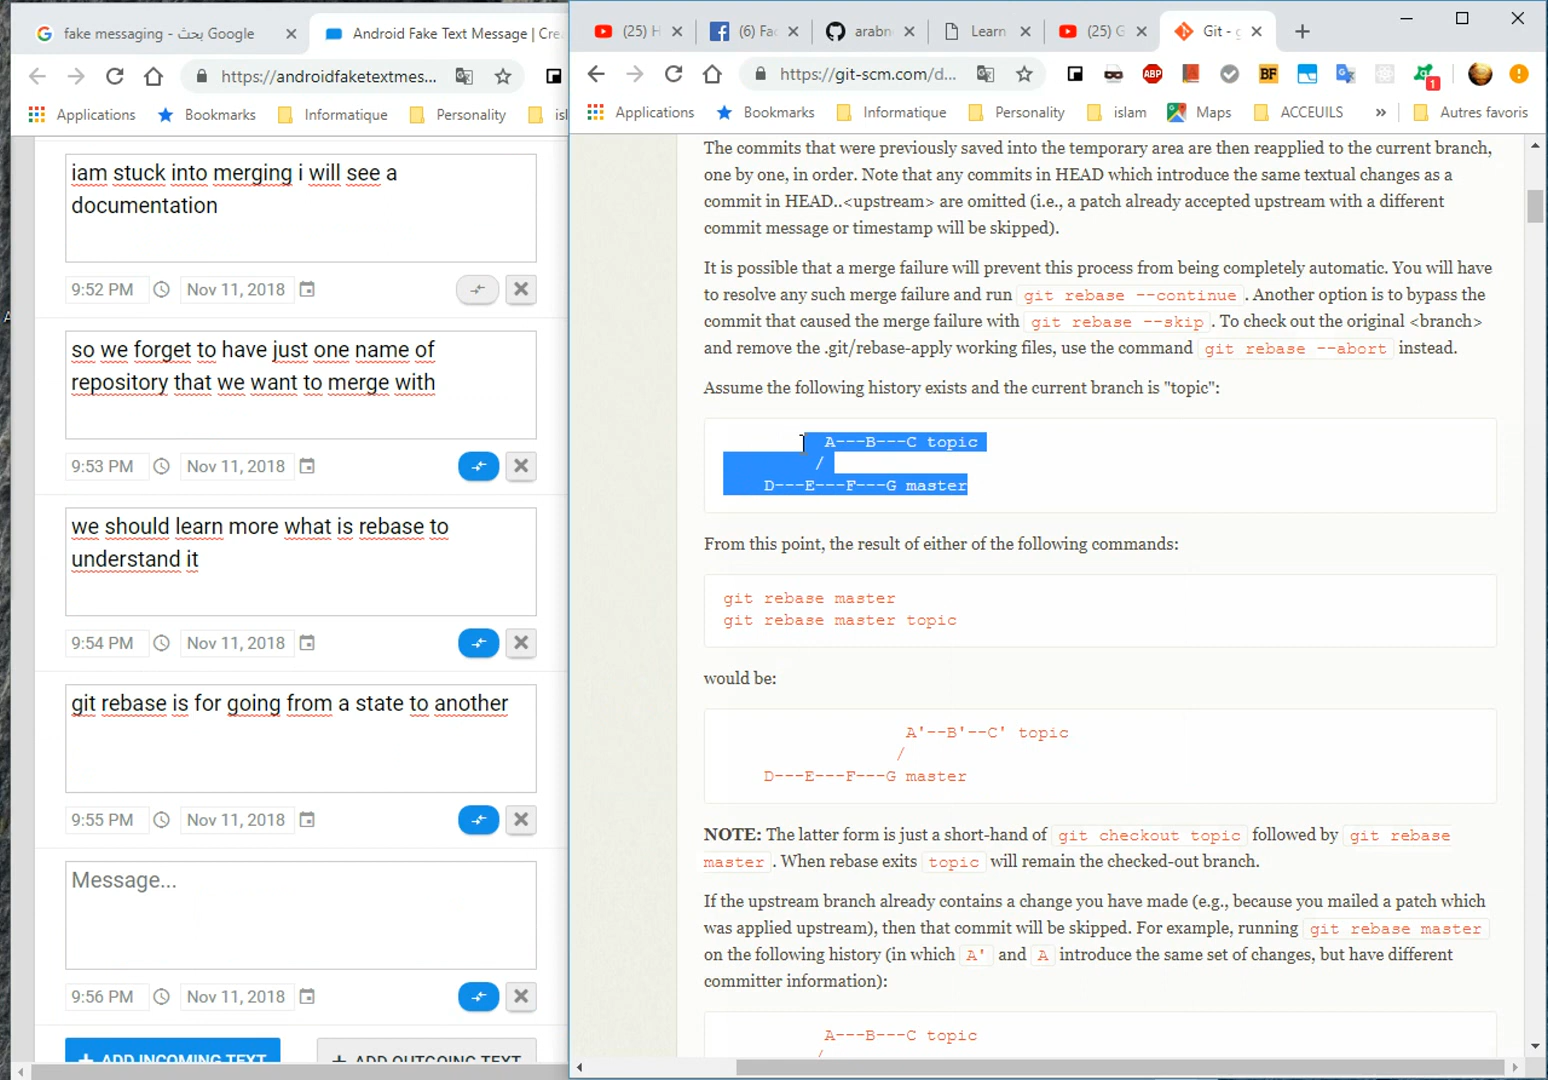 fake messaging - بحث Google
Android Fake Text Message | Cre
https://androidfaketextmes...
Applications
Bookmarks
Informatique
Personality
isl
iam stuck into merging i will see a
documentation
9:52 PM
Nov 11, 2018
so we forget to have just one name of
repository that we want to merge with
9:53 PM
Nov 11, 2018
we should learn more what is rebase to
understand it
9:54 PM
Nov 11, 2018
git rebase is for going from a state to another
9:55 PM
Nov 11, 2018
Message...
9:56 PM
Nov 11, 2018
+ ADD INCOMING TEXT
+ ADD OUTGOING TEXT
(25) H
(6) Fac
arabn
Learn
(25) G
Git - g
https://git-scm.com/d...
ABP
BF
1
Applications
Bookmarks
Informatique
Personality
islam
Maps
ACCEUILS
»
Autres favoris
The commits that were previously saved into the temporary area are then reapplied to the current branch,
one by one, in order. Note that any commits in HEAD which introduce the same textual changes as a
commit in HEAD..<upstream> are omitted (i.e., a patch already accepted upstream with a different
commit message or timestamp will be skipped).
It is possible that a merge failure will prevent this process from being completely automatic. You will have
to resolve any such merge failure and run git rebase --continue . Another option is to bypass the
commit that caused the merge failure with git rebase --skip . To check out the original <branch>
and remove the .git/rebase-apply working files, use the command git rebase --abort instead.
Assume the following history exists and the current branch is "topic":
A---B---C topic
/
D---E---F---G master
From this point, the result of either of the following commands:
git rebase master
git rebase master topic
would be:
A'--B'--C' topic
/
D---E---F---G master
NOTE: The latter form is just a short-hand of git checkout topic followed by git rebase
master . When rebase exits topic will remain the checked-out branch.
If the upstream branch already contains a change you have made (e.g., because you mailed a patch which
was applied upstream), then that commit will be skipped. For example, running git rebase master
on the following history (in which A' and A introduce the same set of changes, but have different
committer information):
A---B---C topic
/